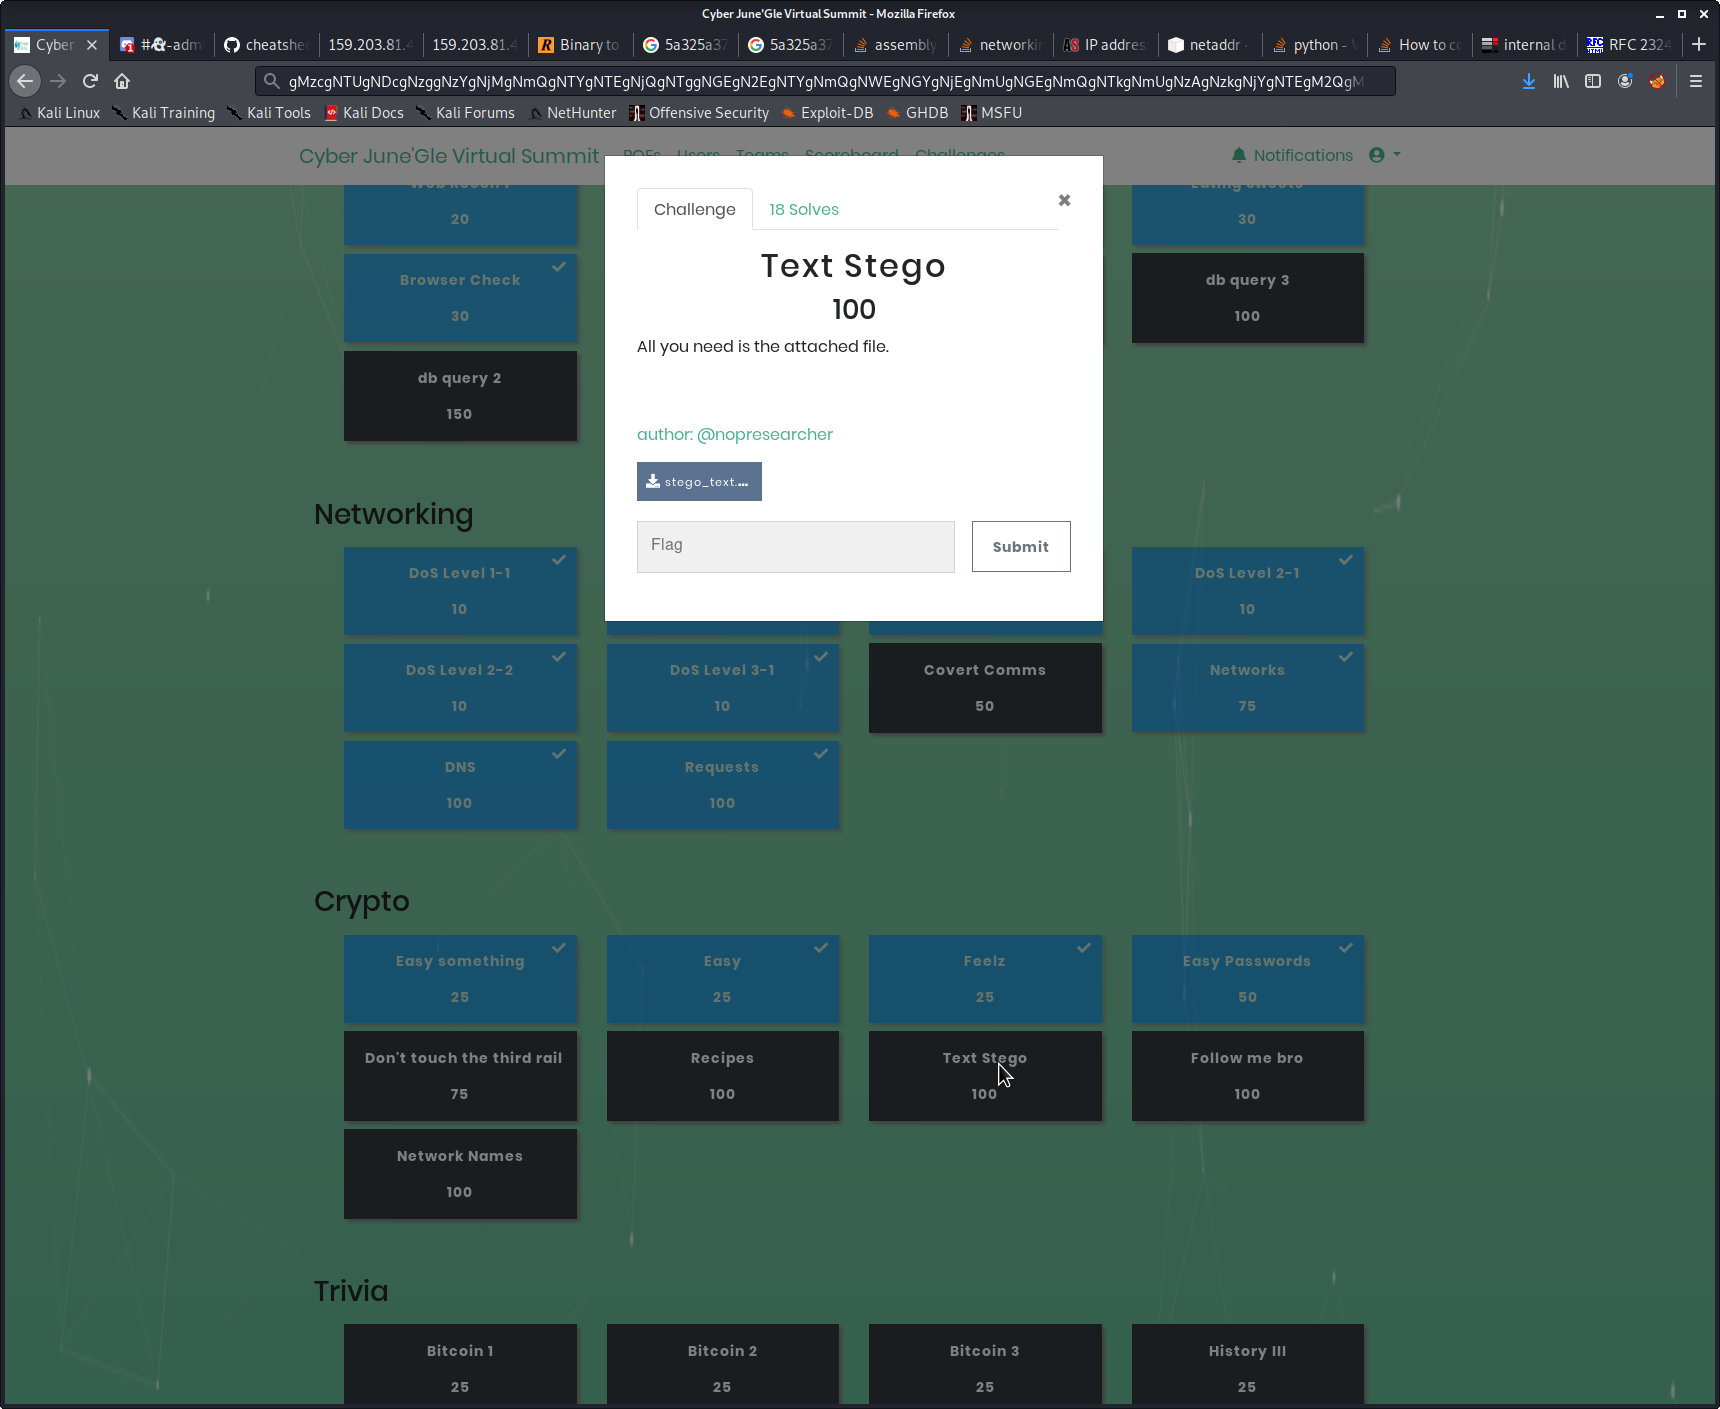 Cyber June'Gle Virtual Summit - Mozilla Firefox
Cyber
#
-adm
cheatshe
159.203.81.4
159.203.81.4
Binary to
5a325a37
5a325a37
assembly
networki
IP addres
netaddr
python -
How to c
internal d
RFC 2324
Kali Linux
Kali Training
Kali Tools
Kali Docs
Kali Forums
NetHunter
Offensive Security
Exploit-DB
GHDB
MSFU
Cyber June'Gle Virtual Summit
Users
Teams
Scoreboard
Challenges
Notifications
Web Recon 1
20
Eating sweets
30
Browser Check
30
db query 3
100
db query 2
150
Challenge
18 Solves
Text Stego
100
All you need is the attached file.
author: @nopresearcher
stego_text....
Flag
Submit
Networking
DoS Level 1-1
10
DoS Level 2-1
10
DoS Level 2-2
10
DoS Level 3-1
10
Covert Comms
50
Networks
75
DNS
100
Requests
100
Crypto
Easy something
25
Easy
25
Feelz
25
Easy Passwords
50
Don't touch the third rail
75
Recipes
100
Text Stego
100
Follow me bro
100
Network Names
100
Trivia
Bitcoin 1
25
Bitcoin 2
25
Bitcoin 3
25
History III
25